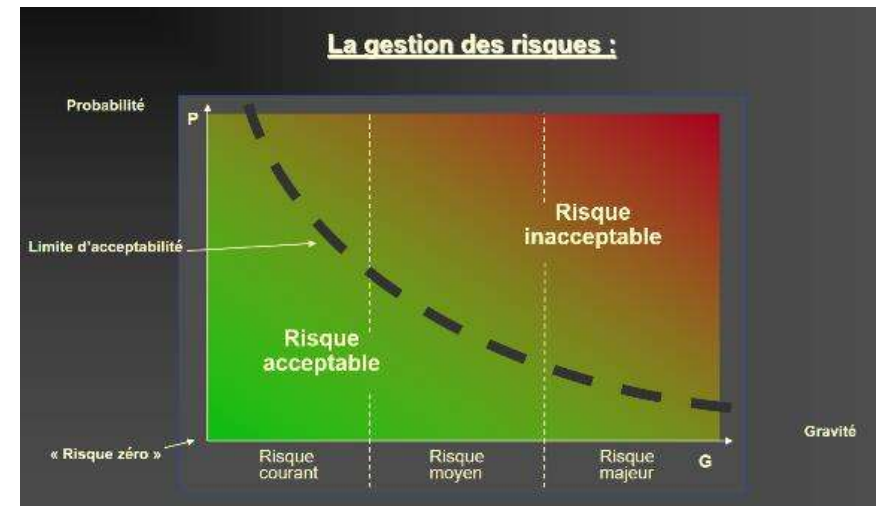 La gestion des risques :
Probabilité
P
Limite d'acceptabilité
Risque
inacceptable
Risque
acceptable
« Risque zéro »
Gravité
G
Risque
courant
Risque
moyen
Risque
majeur